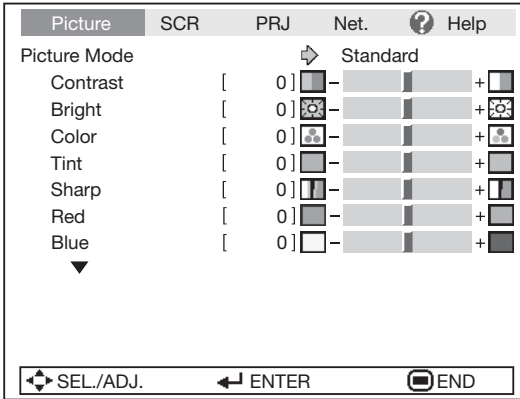 Picture SCR PRJ Net. ? Help
Picture Mode Standard
Contrast [ 0 ] - +
Bright [ 0 ] - +
Color [ 0 ] - +
Tint [ 0 ] - +
Sharp [ 0 ] - +
Red [ 0 ] - +
Blue [ 0 ] - +
SEL./ADJ. ENTER END